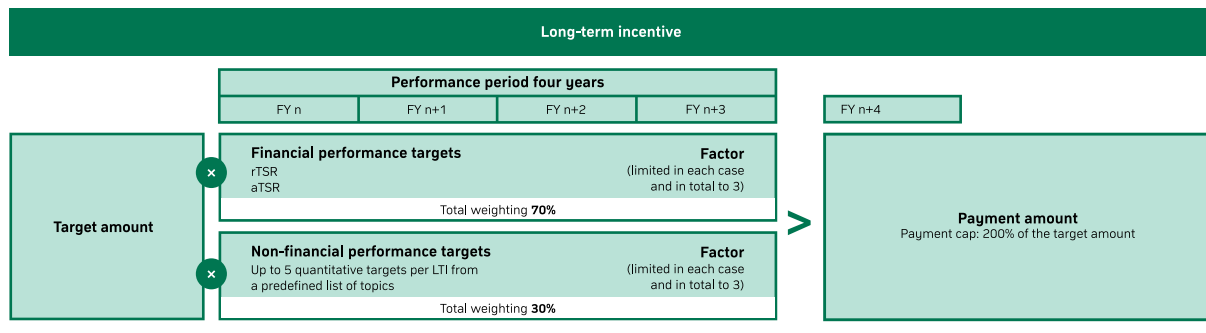 Long-term incentive
Performance period four years
FY n
FY n+1
FY n+2
FY n+3
FY n+4
Target amount
×
Financial performance targets
rTSR
aTSR
Factor
(limited in each case
and in total to 3)
Total weighting 70%
×
Non-financial performance targets
Up to 5 quantitative targets per LTI from
a predefined list of topics
Factor
(limited in each case
and in total to 3)
Total weighting 30%
>
Payment amount
Payment cap: 200% of the target amount